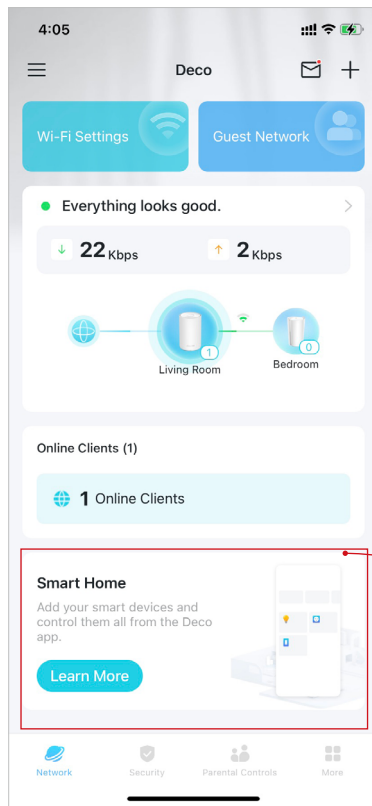 4:05
Deco
Wi-Fi Settings
Guest Network
Everything looks good.
22 Kbps
2 Kbps
1
0
Living Room
Bedroom
Online Clients (1)
1 Online Clients
Smart Home
Add your smart devices and
control them all from the Deco
app.
Learn More
Network
Security
Parental Controls
More